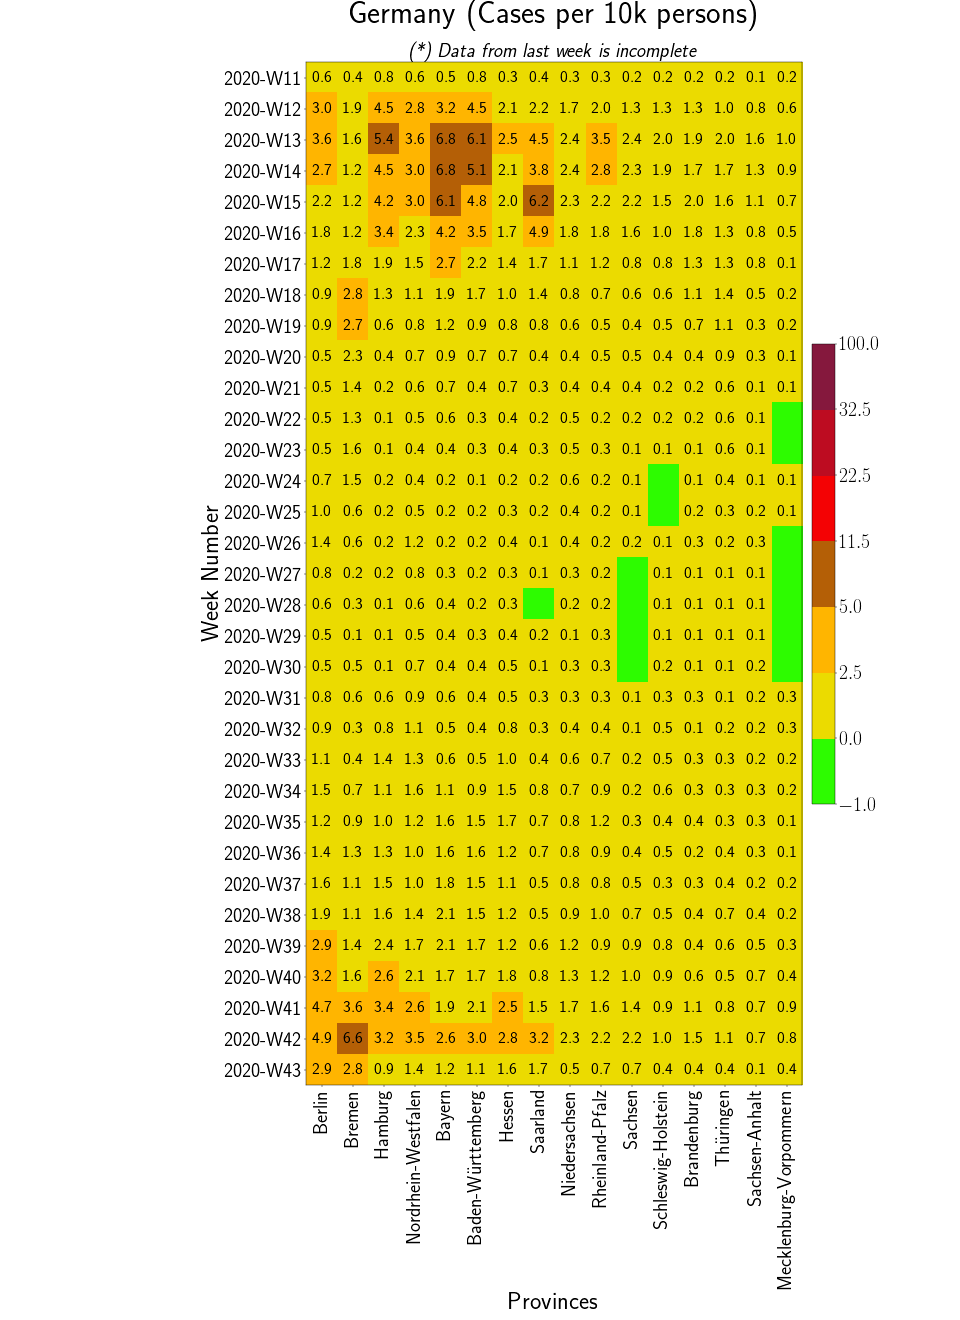 Germany (Cases per 10k persons)
(*) Data from last week is incomplete
2020-W11 0.6 0.4 0.8 0.6 0.5 0.8 0.3 0.4 0.3 0.3 0.2 0.2 0.2 0.2 0.1 0.2
2020-W12 3.0 1.9 4.5 2.8 3.2 4.5 2.1 2.2 1.7 2.0 1.3 1.3 1.3 1.0 0.8 0.6
2020-W13 3.6 1.6 5.4 3.6 6.8 6.1 2.5 4.5 2.4 3.5 2.4 2.0 1.9 2.0 1.6 1.0
2020-W14 2.7 1.2 4.5 3.0 6.8 5.1 2.1 3.8 2.4 2.8 2.3 1.9 1.7 1.7 1.3 0.9
2020-W15 2.2 1.2 4.2 3.0 6.1 4.8 2.0 6.2 2.3 2.2 2.2 1.5 2.0 1.6 1.1 0.7
2020-W16 1.8 1.2 3.4 2.3 4.2 3.5 1.7 4.9 1.8 1.8 1.6 1.0 1.8 1.3 0.8 0.5
2020-W17 1.2 1.8 1.9 1.5 2.7 2.2 1.4 1.7 1.1 1.2 0.8 0.8 1.3 1.3 0.8 0.1
2020-W18 0.9 2.8 1.3 1.1 1.9 1.7 1.0 1.4 0.8 0.7 0.6 0.6 1.1 1.4 0.5 0.2
2020-W19 0.9 2.7 0.6 0.8 1.2 0.9 0.8 0.8 0.6 0.5 0.4 0.5 0.7 1.1 0.3 0.2
2020-W20 0.5 2.3 0.4 0.7 0.9 0.7 0.7 0.4 0.4 0.5 0.5 0.4 0.4 0.9 0.3 0.1
2020-W21 0.5 1.4 0.2 0.6 0.7 0.4 0.7 0.3 0.4 0.4 0.4 0.2 0.2 0.6 0.1 0.1
2020-W22 0.5 1.3 0.1 0.5 0.6 0.3 0.4 0.2 0.5 0.2 0.2 0.2 0.2 0.6 0.1
2020-W23 0.5 1.6 0.1 0.4 0.4 0.3 0.4 0.3 0.5 0.3 0.1 0.1 0.1 0.6 0.1
2020-W24 0.7 1.5 0.2 0.4 0.2 0.1 0.2 0.2 0.6 0.2 0.1 0.1 0.4 0.1 0.1
2020-W25 1.0 0.6 0.2 0.5 0.2 0.2 0.3 0.2 0.4 0.2 0.1 0.2 0.3 0.2 0.1
2020-W26 1.4 0.6 0.2 1.2 0.2 0.2 0.4 0.1 0.4 0.2 0.2 0.1 0.3 0.2 0.3
2020-W27 0.8 0.2 0.2 0.8 0.3 0.2 0.3 0.1 0.3 0.2 0.1 0.1 0.1 0.1
2020-W28 0.6 0.3 0.1 0.6 0.4 0.2 0.3 0.2 0.2 0.1 0.1 0.1 0.1
2020-W29 0.5 0.1 0.1 0.5 0.4 0.3 0.4 0.2 0.1 0.3 0.1 0.1 0.1 0.1
2020-W30 0.5 0.5 0.1 0.7 0.4 0.4 0.5 0.1 0.3 0.3 0.2 0.1 0.1 0.2
2020-W31 0.8 0.6 0.6 0.9 0.6 0.4 0.5 0.3 0.3 0.3 0.1 0.3 0.3 0.1 0.2 0.3
2020-W32 0.9 0.3 0.8 1.1 0.5 0.4 0.8 0.3 0.4 0.4 0.1 0.5 0.1 0.2 0.2 0.3
2020-W33 1.1 0.4 1.4 1.3 0.6 0.5 1.0 0.4 0.6 0.7 0.2 0.5 0.3 0.3 0.2 0.2
2020-W34 1.5 0.7 1.1 1.6 1.1 0.9 1.5 0.8 0.7 0.9 0.2 0.6 0.3 0.3 0.3 0.2
2020-W35 1.2 0.9 1.0 1.2 1.6 1.5 1.7 0.7 0.8 1.2 0.3 0.4 0.4 0.3 0.3 0.1
2020-W36 1.4 1.3 1.3 1.0 1.6 1.6 1.2 0.7 0.8 0.9 0.4 0.5 0.2 0.4 0.3 0.1
2020-W37 1.6 1.1 1.5 1.0 1.8 1.5 1.1 0.5 0.8 0.8 0.5 0.3 0.3 0.4 0.2 0.2
2020-W38 1.9 1.1 1.6 1.4 2.1 1.5 1.2 0.5 0.9 1.0 0.7 0.5 0.4 0.7 0.4 0.2
2020-W39 2.9 1.4 2.4 1.7 2.1 1.7 1.2 0.6 1.2 0.9 0.9 0.8 0.4 0.6 0.5 0.3
2020-W40 3.2 1.6 2.6 2.1 1.7 1.7 1.8 0.8 1.3 1.2 1.0 0.9 0.6 0.5 0.7 0.4
2020-W41 4.7 3.6 3.4 2.6 1.9 2.1 2.5 1.5 1.7 1.6 1.4 0.9 1.1 0.8 0.7 0.9
2020-W42 4.9 6.6 3.2 3.5 2.6 3.0 2.8 3.2 2.3 2.2 2.2 1.0 1.5 1.1 0.7 0.8
2020-W43 2.9 2.8 0.9 1.4 1.2 1.1 1.6 1.7 0.5 0.7 0.7 0.4 0.4 0.4 0.1 0.4
Week Number
Berlin
Bremen
Hamburg
Nordrhein-Westfalen
Bayern
Baden-Württemberg
Hessen
Saarland
Niedersachsen
Rheinland-Pfalz
Sachsen
Schleswig-Holstein
Brandenburg
Thüringen
Sachsen-Anhalt
Mecklenburg-Vorpommern
Provinces
100.0
32.5
22.5
11.5
5.0
2.5
0.0
−1.0